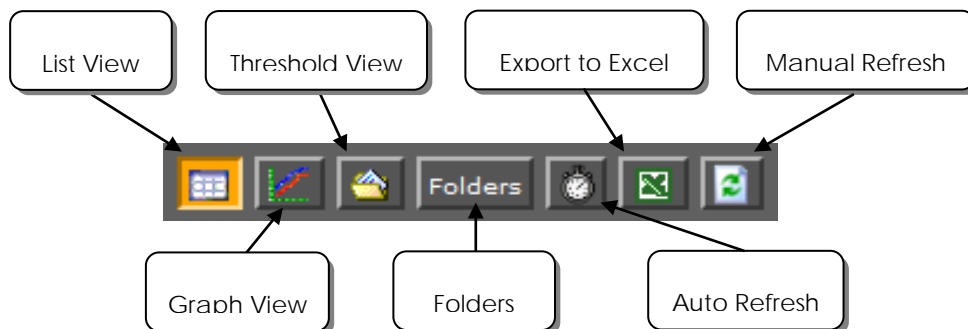 List View
Threshold View
Export to Excel
Manual Refresh
Folders
Graph View
Folders
Auto Refresh